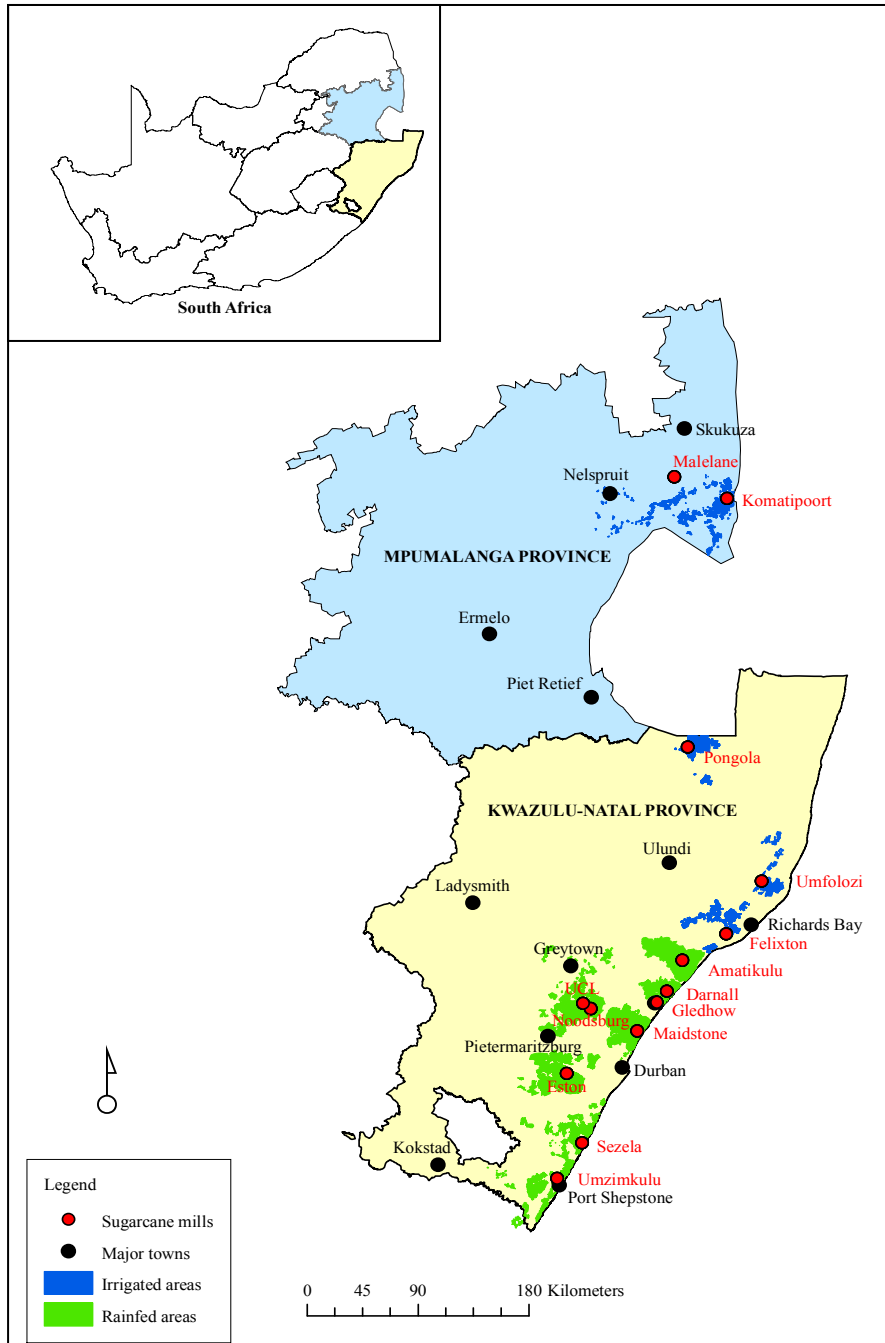 South Africa
Skukuza
Malelane
Nelspruit
Komatipoort
MPUMALANGA PROVINCE
Ermelo
Piet Retief
Pongola
KWAZULU-NATAL PROVINCE
Ulundi
Umfolozi
Ladysmith
Richards Bay
Felixton
Greytown
Amatikulu
UCL
Darnall
Gledhow
Noodsburg
Maidstone
Pietermaritzburg
Durban
Eston
Sezela
Kokstad
Umzimkulu
Port Shepstone
Legend
Sugarcane mills
Major towns
Irrigated areas
Rainfed areas
0 45 90 180 Kilometers